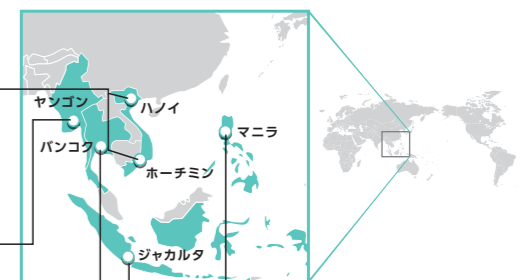 ヤンゴン
ハノイ
マニラ
バンコク
ホーチミン
ジャカルタ